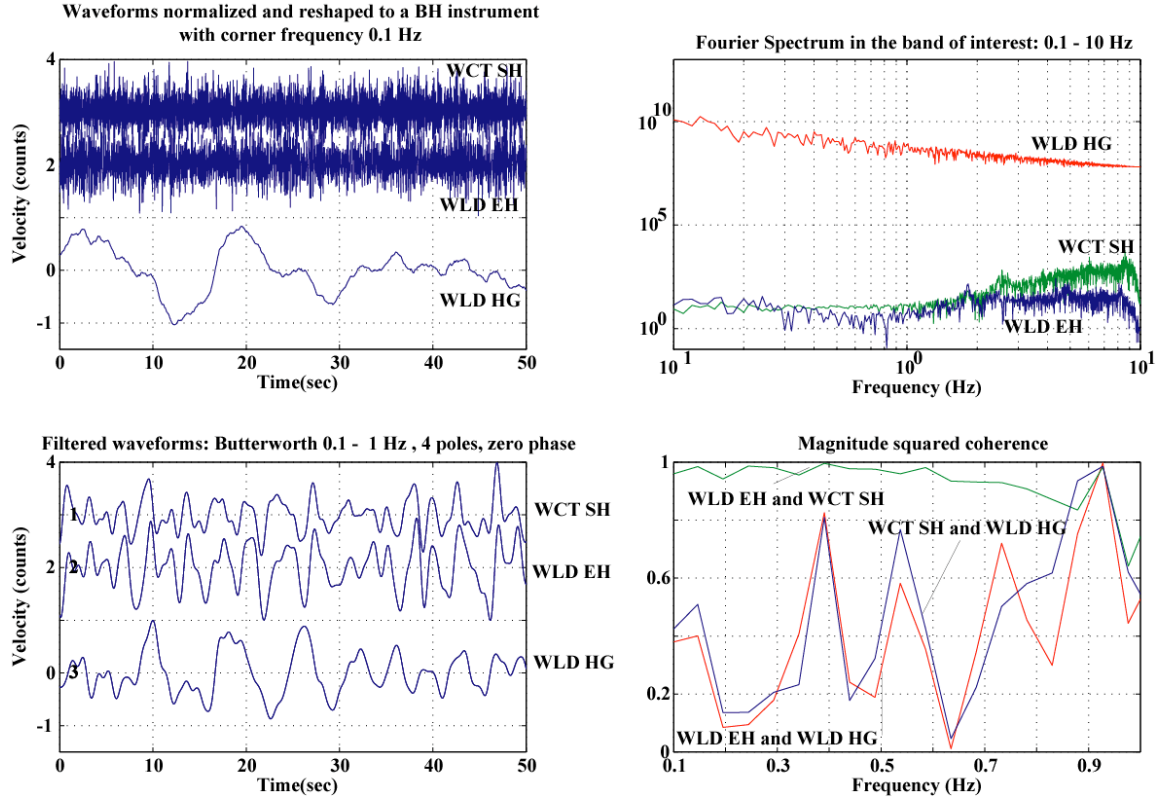 Waveforms normalized and reshaped to a BH instrument
with corner frequency 0.1 Hz
4
2
0
-1
Velocity (counts)
WCT SH
WLD EH
WLD HG
0 10 20 30 40 50
Time(sec)
Fourier Spectrum in the band of interest: 0.1 - 10 Hz
10^10
10^5
10^0
WLD HG
WCT SH
WLD EH
10^-1 10^0 10^1
Frequency (Hz)
Filtered waveforms: Butterworth 0.1 - 1 Hz , 4 poles, zero phase
4
2
0
-1
Velocity (counts)
1
2
3
WCT SH
WLD EH
WLD HG
0 10 20 30 40 50
Time (sec)
Magnitude squared coherence
1
0.6
0.2
0
WLD EH and WCT SH
WCT SH and WLD HG
WLD EH and WLD HG
0.1 0.3 0.5 0.7 0.9
Frequency (Hz)